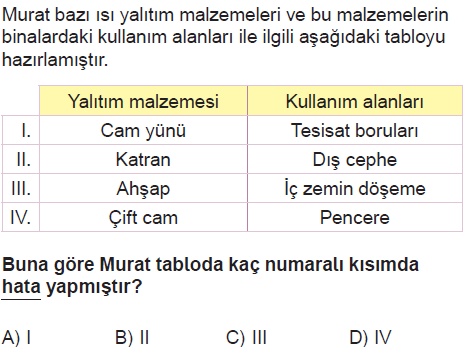 Murat bazı ısı yalıtım malzemeleri ve bu malzemelerin
binalardaki kullanım alanları ile ilgili aşağıdaki tabloyu
hazırlamıştır.
Yalıtım malzemesi Kullanım alanları
I. Cam yünü Tesisat boruları
II. Katran Dış cephe
III. Ahşap İç zemin döşeme
IV. Çift cam Pencere
Buna göre Murat tabloda kaç numaralı kısımda
hata yapmıştır?
A) I B) II C) III D) IV